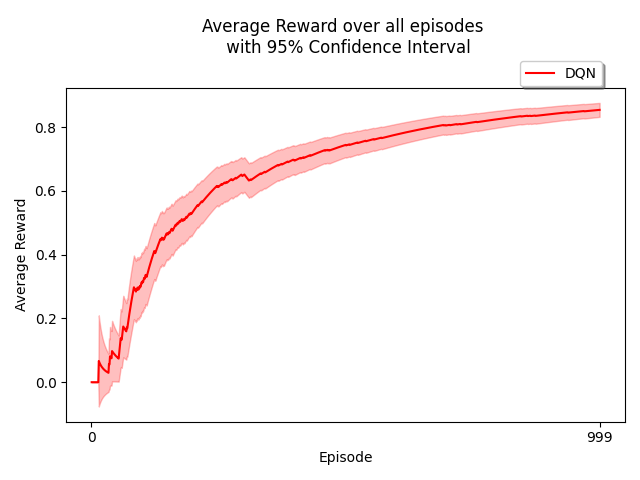 Average Reward over all episodes
with 95% Confidence Interval
DQN
0.8
0.6
0.4
0.2
0.0
Average Reward
0
999
Episode